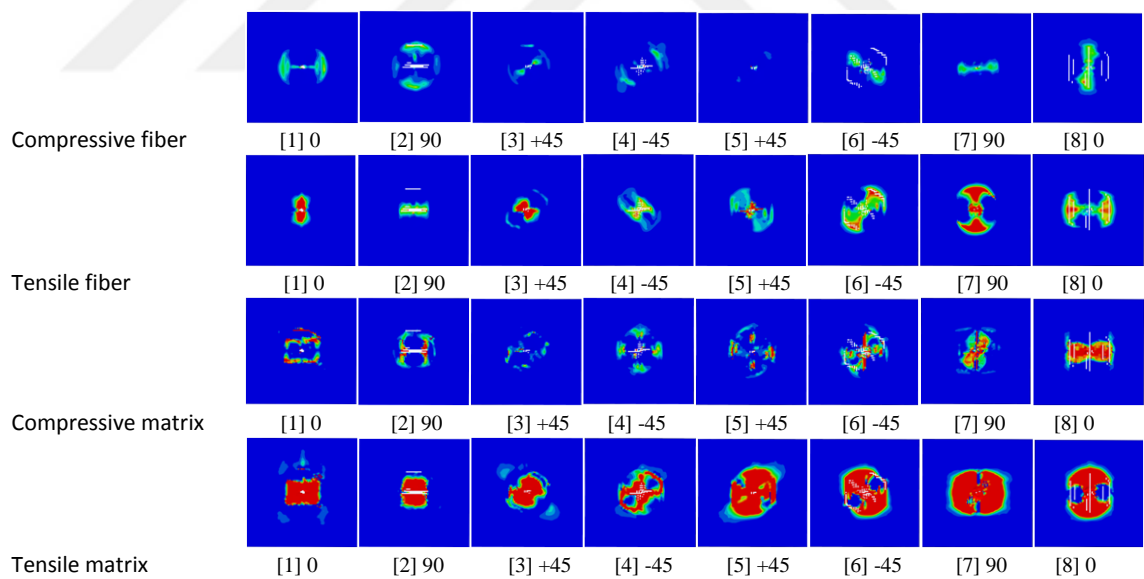 Compressive fiber [1] 0 [2] 90 [3] +45 [4] -45 [5] +45 [6] -45 [7] 90 [8] 0
Tensile fiber [1] 0 [2] 90 [3] +45 [4] -45 [5] +45 [6] -45 [7] 90 [8] 0
Compressive matrix [1] 0 [2] 90 [3] +45 [4] -45 [5] +45 [6] -45 [7] 90 [8] 0
Tensile matrix [1] 0 [2] 90 [3] +45 [4] -45 [5] +45 [6] -45 [7] 90 [8] 0